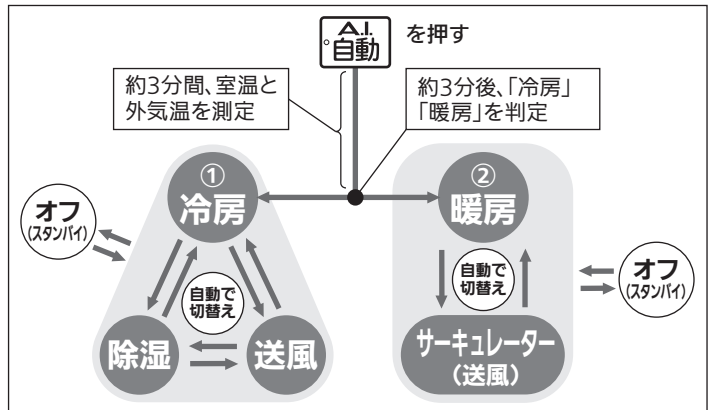 A.I.
自動
を押す
約3分間、室温と
外気温を測定
約3分後、「冷房」
「暖房」を判定
①
冷房
②
暖房
オフ
(スタンバイ)
自動で
切替え
除湿
送風
自動で
切替え
オフ
(スタンバイ)
サーキュレーター
(送風)